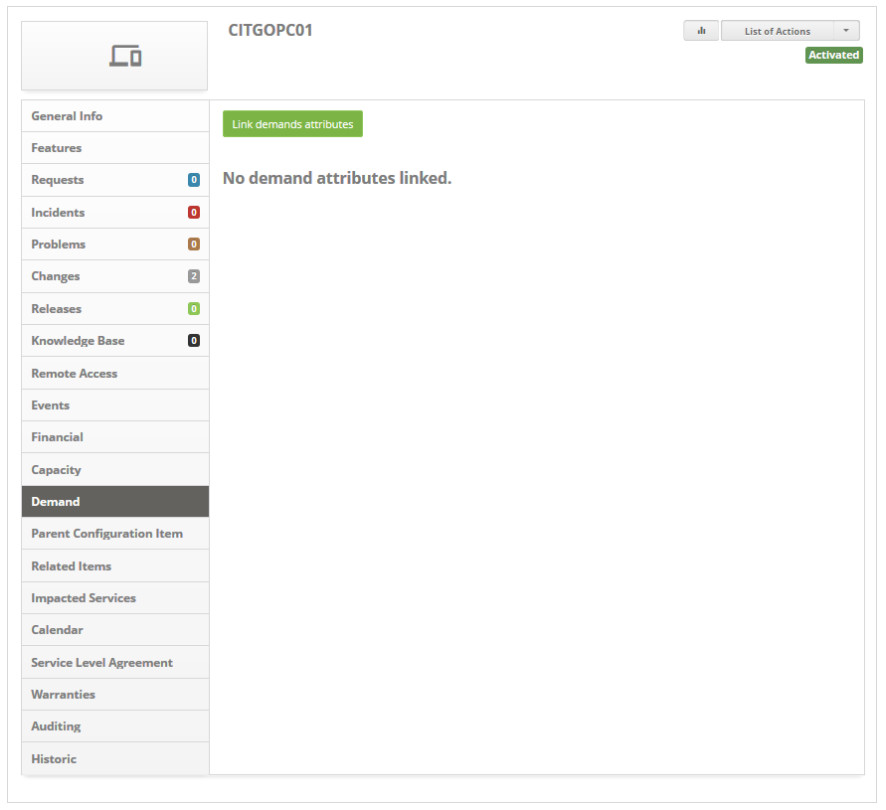 CITGOPC01
List of Actions
Activated
General Info
Features
Requests 0
Incidents 0
Problems 0
Changes 2
Releases 0
Knowledge Base 0
Remote Access
Events
Financial
Capacity
Demand
Parent Configuration Item
Related Items
Impacted Services
Calendar
Service Level Agreement
Warranties
Auditing
Historic
Link demands attributes
No demand attributes linked.